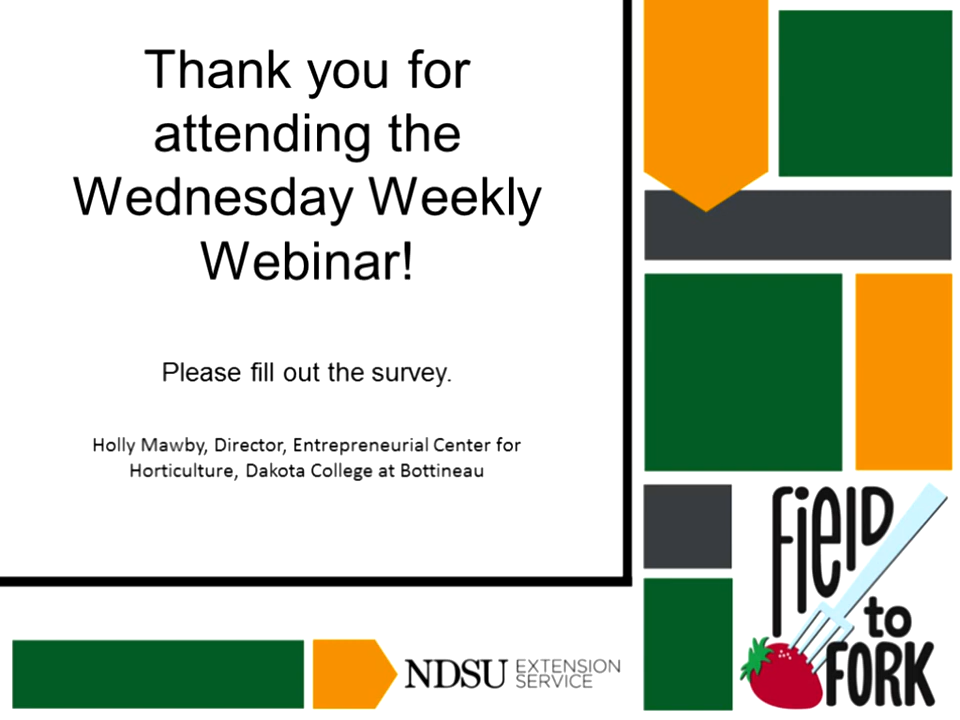 Thank you for
attending the
Wednesday Weekly
Webinar!
Please fill out the survey.
Holly Mawby, Director, Entrepreneurial Center for
Horticulture, Dakota College at Bottineau
NDSU EXTENSION
SERVICE
FiELD
to
FORK